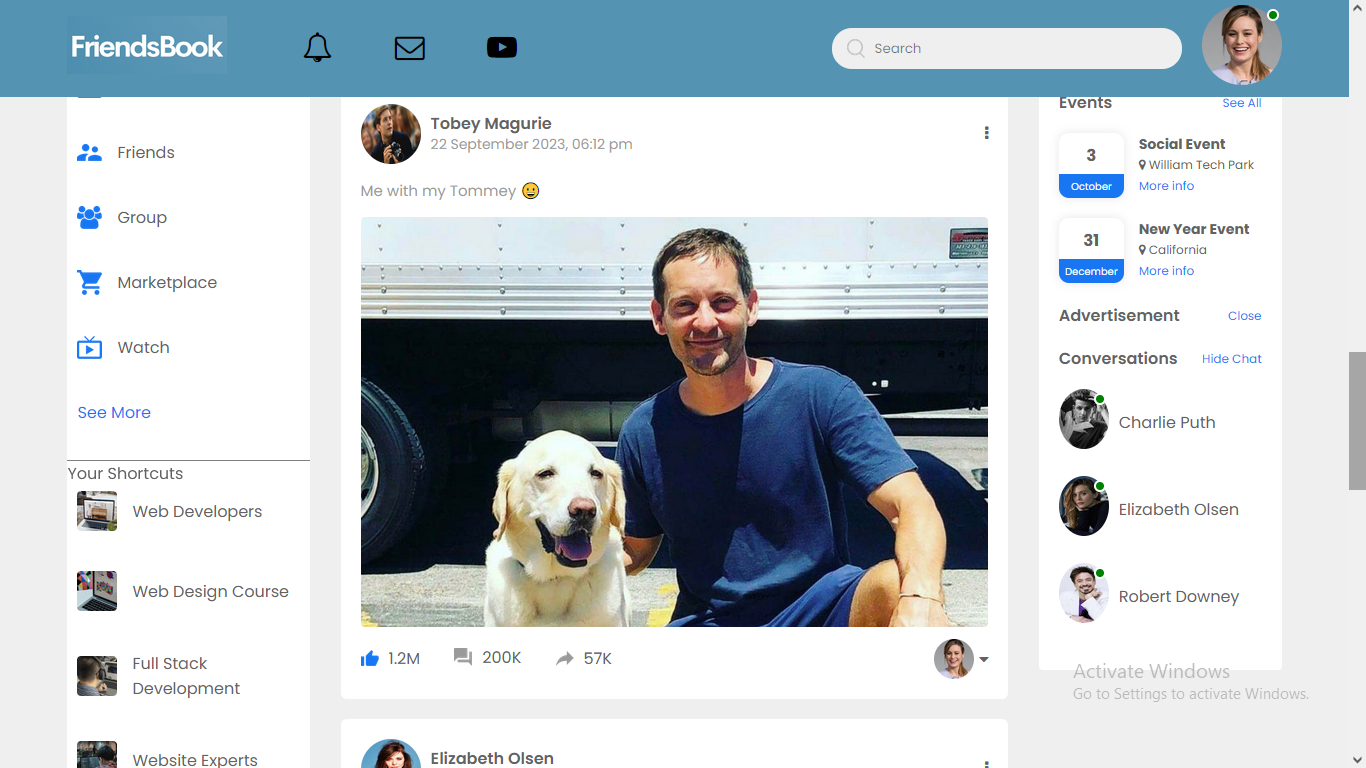 FriendsBook
Search
Friends
Group
Marketplace
Watch
See More
Your Shortcuts
Web Developers
Web Design Course
Full Stack
Development
Website Experts
Tobey Magurie
22 September 2023, 06:12 pm
Me with my Tommey 😀
1.2M
200K
57K
Elizabeth Olsen
Events
See All
3
October
Social Event
William Tech Park
More info
31
December
New Year Event
California
More info
Advertisement
Close
Conversations
Hide Chat
Charlie Puth
Elizabeth Olsen
Robert Downey
Activate Windows
Go to Settings to activate Windows.